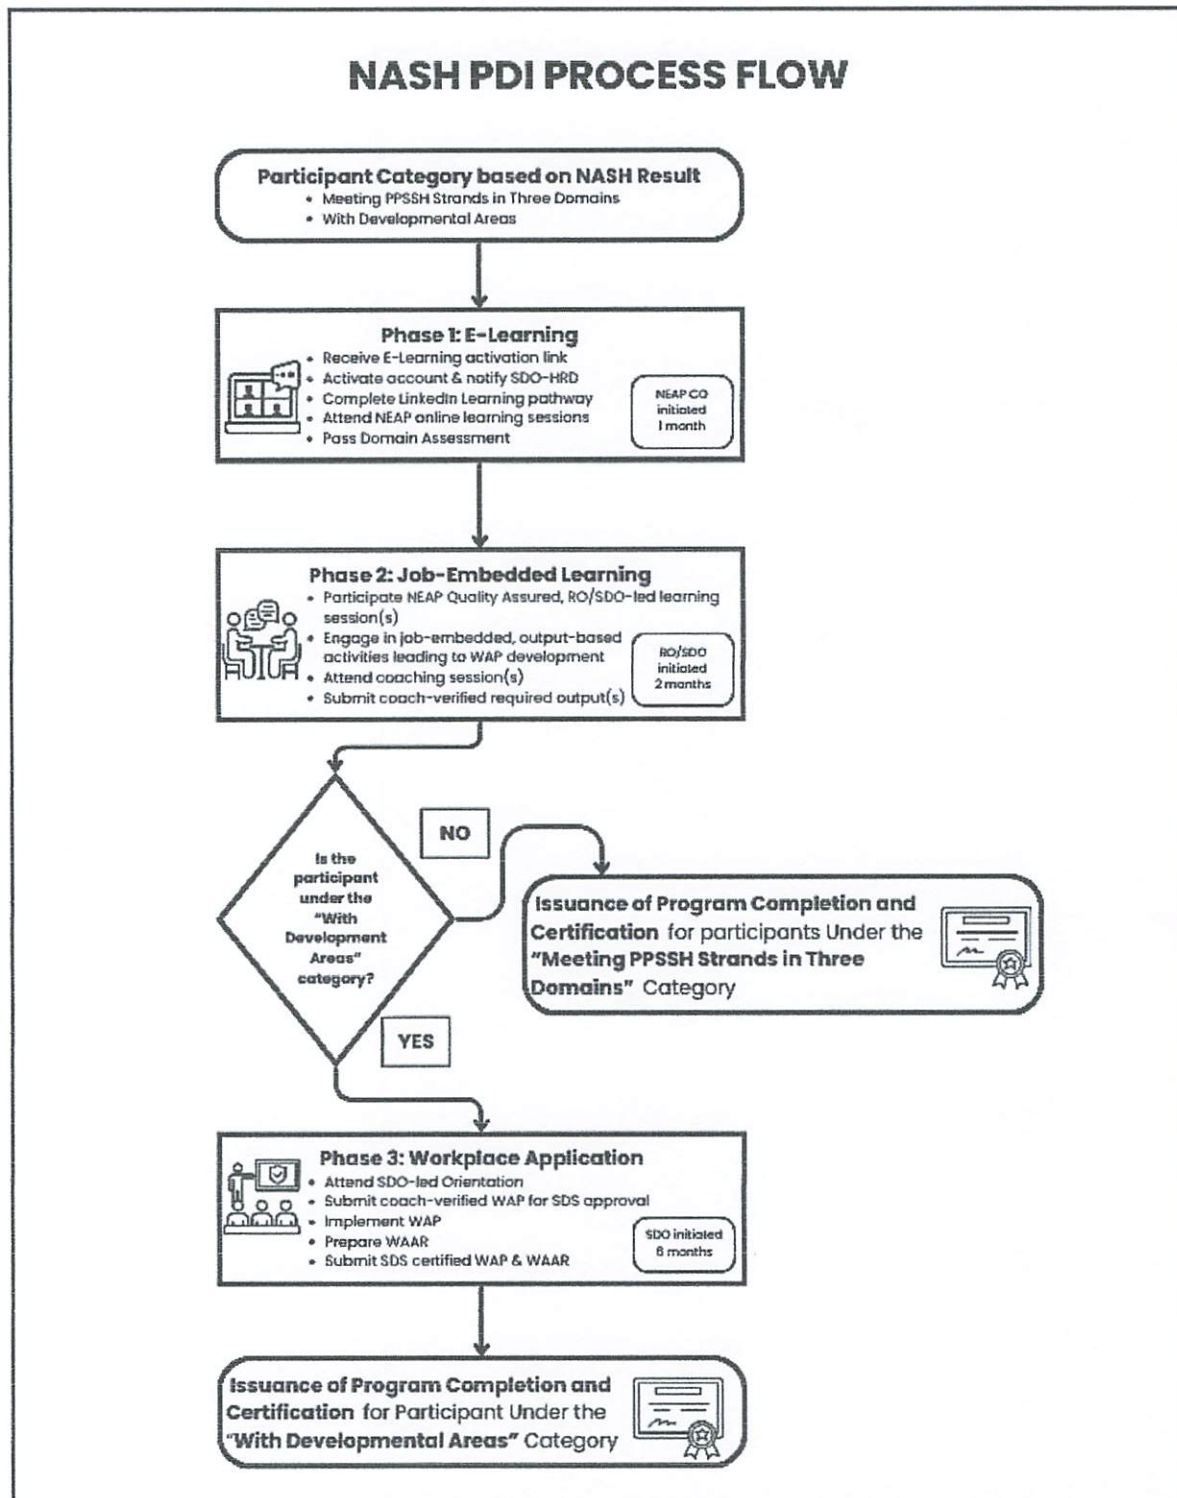 NASH PDI PROCESS FLOW
Participant Category based on NASH Result
• Meeting PPSSH Strands in Three Domains
• With Developmental Areas
Phase 1: E-Learning
• Receive E-Learning activation link
• Activate account & notify SDO-HRD
• Complete LinkedIn Learning pathway
• Attend NEAP online learning sessions
• Pass Domain Assessment
NEAP CO
initiated
1 month
Phase 2: Job-Embedded Learning
• Participate NEAP Quality Assured, RO/SDO-led learning
session(s)
• Engage in job-embedded, output-based
activities leading to WAP development
• Attend coaching session(s)
• Submit coach-verified required output(s)
RO/SDO
initiated
2 months
Is the
participant
under the
"With
Development
Areas"
category?
NO
Issuance of Program Completion and
Certification for participants Under the
"Meeting PPSSH Strands in Three
Domains" Category
YES
Phase 3: Workplace Application
• Attend SDO-led Orientation
• Submit coach-verified WAP for SDS approval
• Implement WAP
• Prepare WAAR
• Submit SDS certified WAP & WAAR
SDO initiated
6 months
Issuance of Program Completion and
Certification for Participant Under the
"With Developmental Areas" Category